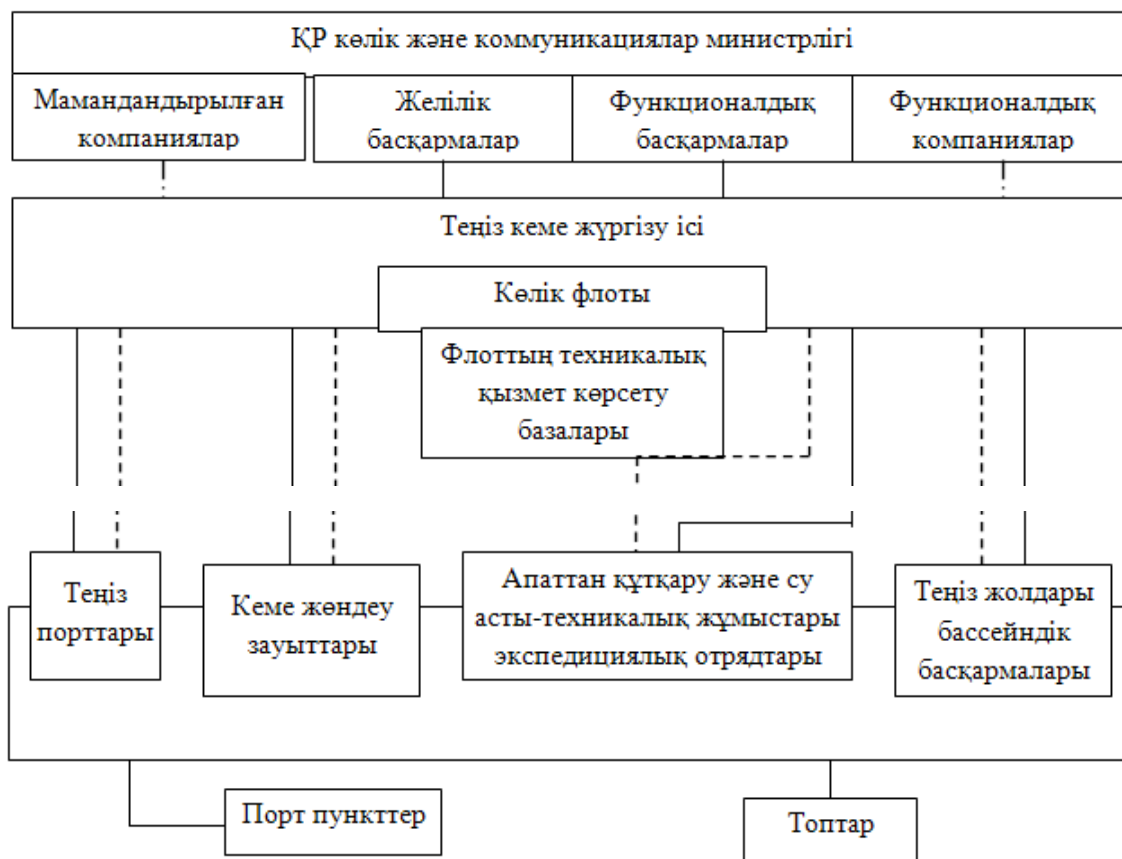 ҚР көлік және коммуникациялар министрлігі
Мамандандырылған
компаниялар
Желілік
басқармалар
Функционалдық
басқармалар
Функционалдық
компаниялар
Теңіз кеме жүргізу ісі
Көлік флоты
Флоттың техникалық
қызмет көрсету
базалары
Теңіз
порттары
Кеме жөндеу
зауыттары
Апаттан құтқару және су
асты-техникалық жұмыстары
экспедициялық отрядтары
Теңіз жолдары
бассейндік
басқармалары
Порт пункттер
Топтар